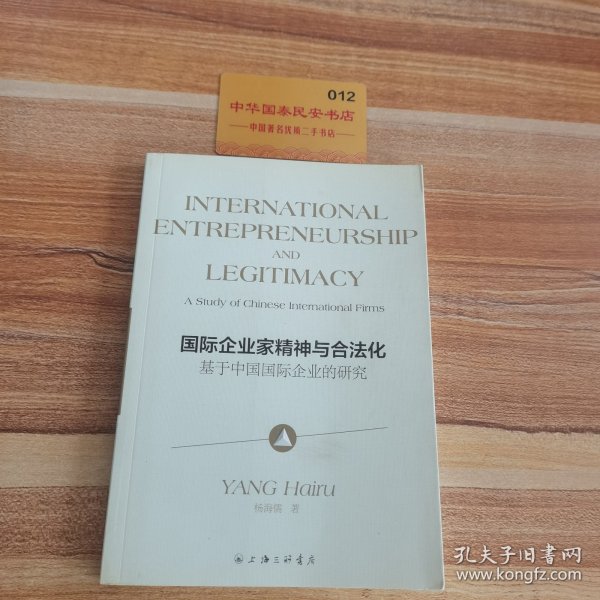 012
中华国泰民安书店
中国著名优质二手书店
INTERNATIONAL
ENTREPRENEURSHIP
AND
LEGITIMACY
A Study of Chinese International Firms
国际企业家精神与合法化
基于中国国际企业的研究
YANG Hairu
杨海儒 著
上海三联书店
孔夫子旧书网
www.kongfz.com